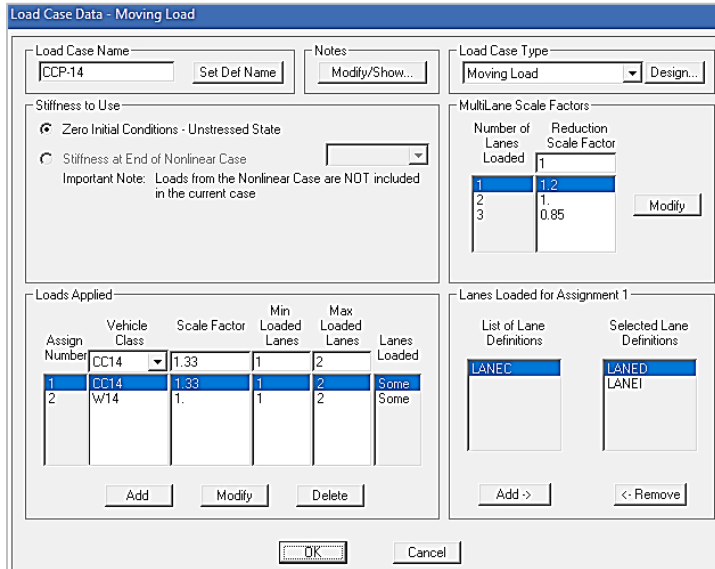 Load Case Data - Moving Load
Load Case Name
CCP-14
Set Def Name
Notes
Modify/Show...
Load Case Type
Moving Load
Design...
Stiffness to Use
Zero Initial Conditions - Unstressed State
Stiffness at End of Nonlinear Case
Important Note: Loads from the Nonlinear Case are NOT included
in the current case
MultiLane Scale Factors
Number of Lanes Loaded
Reduction Scale Factor
1
1 1.2
2 1.
3 0.85
Modify
Loads Applied
Assign Number
Vehicle Class
Scale Factor
Min Loaded Lanes
Max Loaded Lanes
Lanes Loaded
CC14 1.33 1 2
1 CC14 1.33 1 2 Some
2 W14 1. 1 2 Some
Add
Modify
Delete
Lanes Loaded for Assignment 1
List of Lane Definitions
LANEC
Selected Lane Definitions
LANED
LANEI
Add ->
<- Remove
OK
Cancel